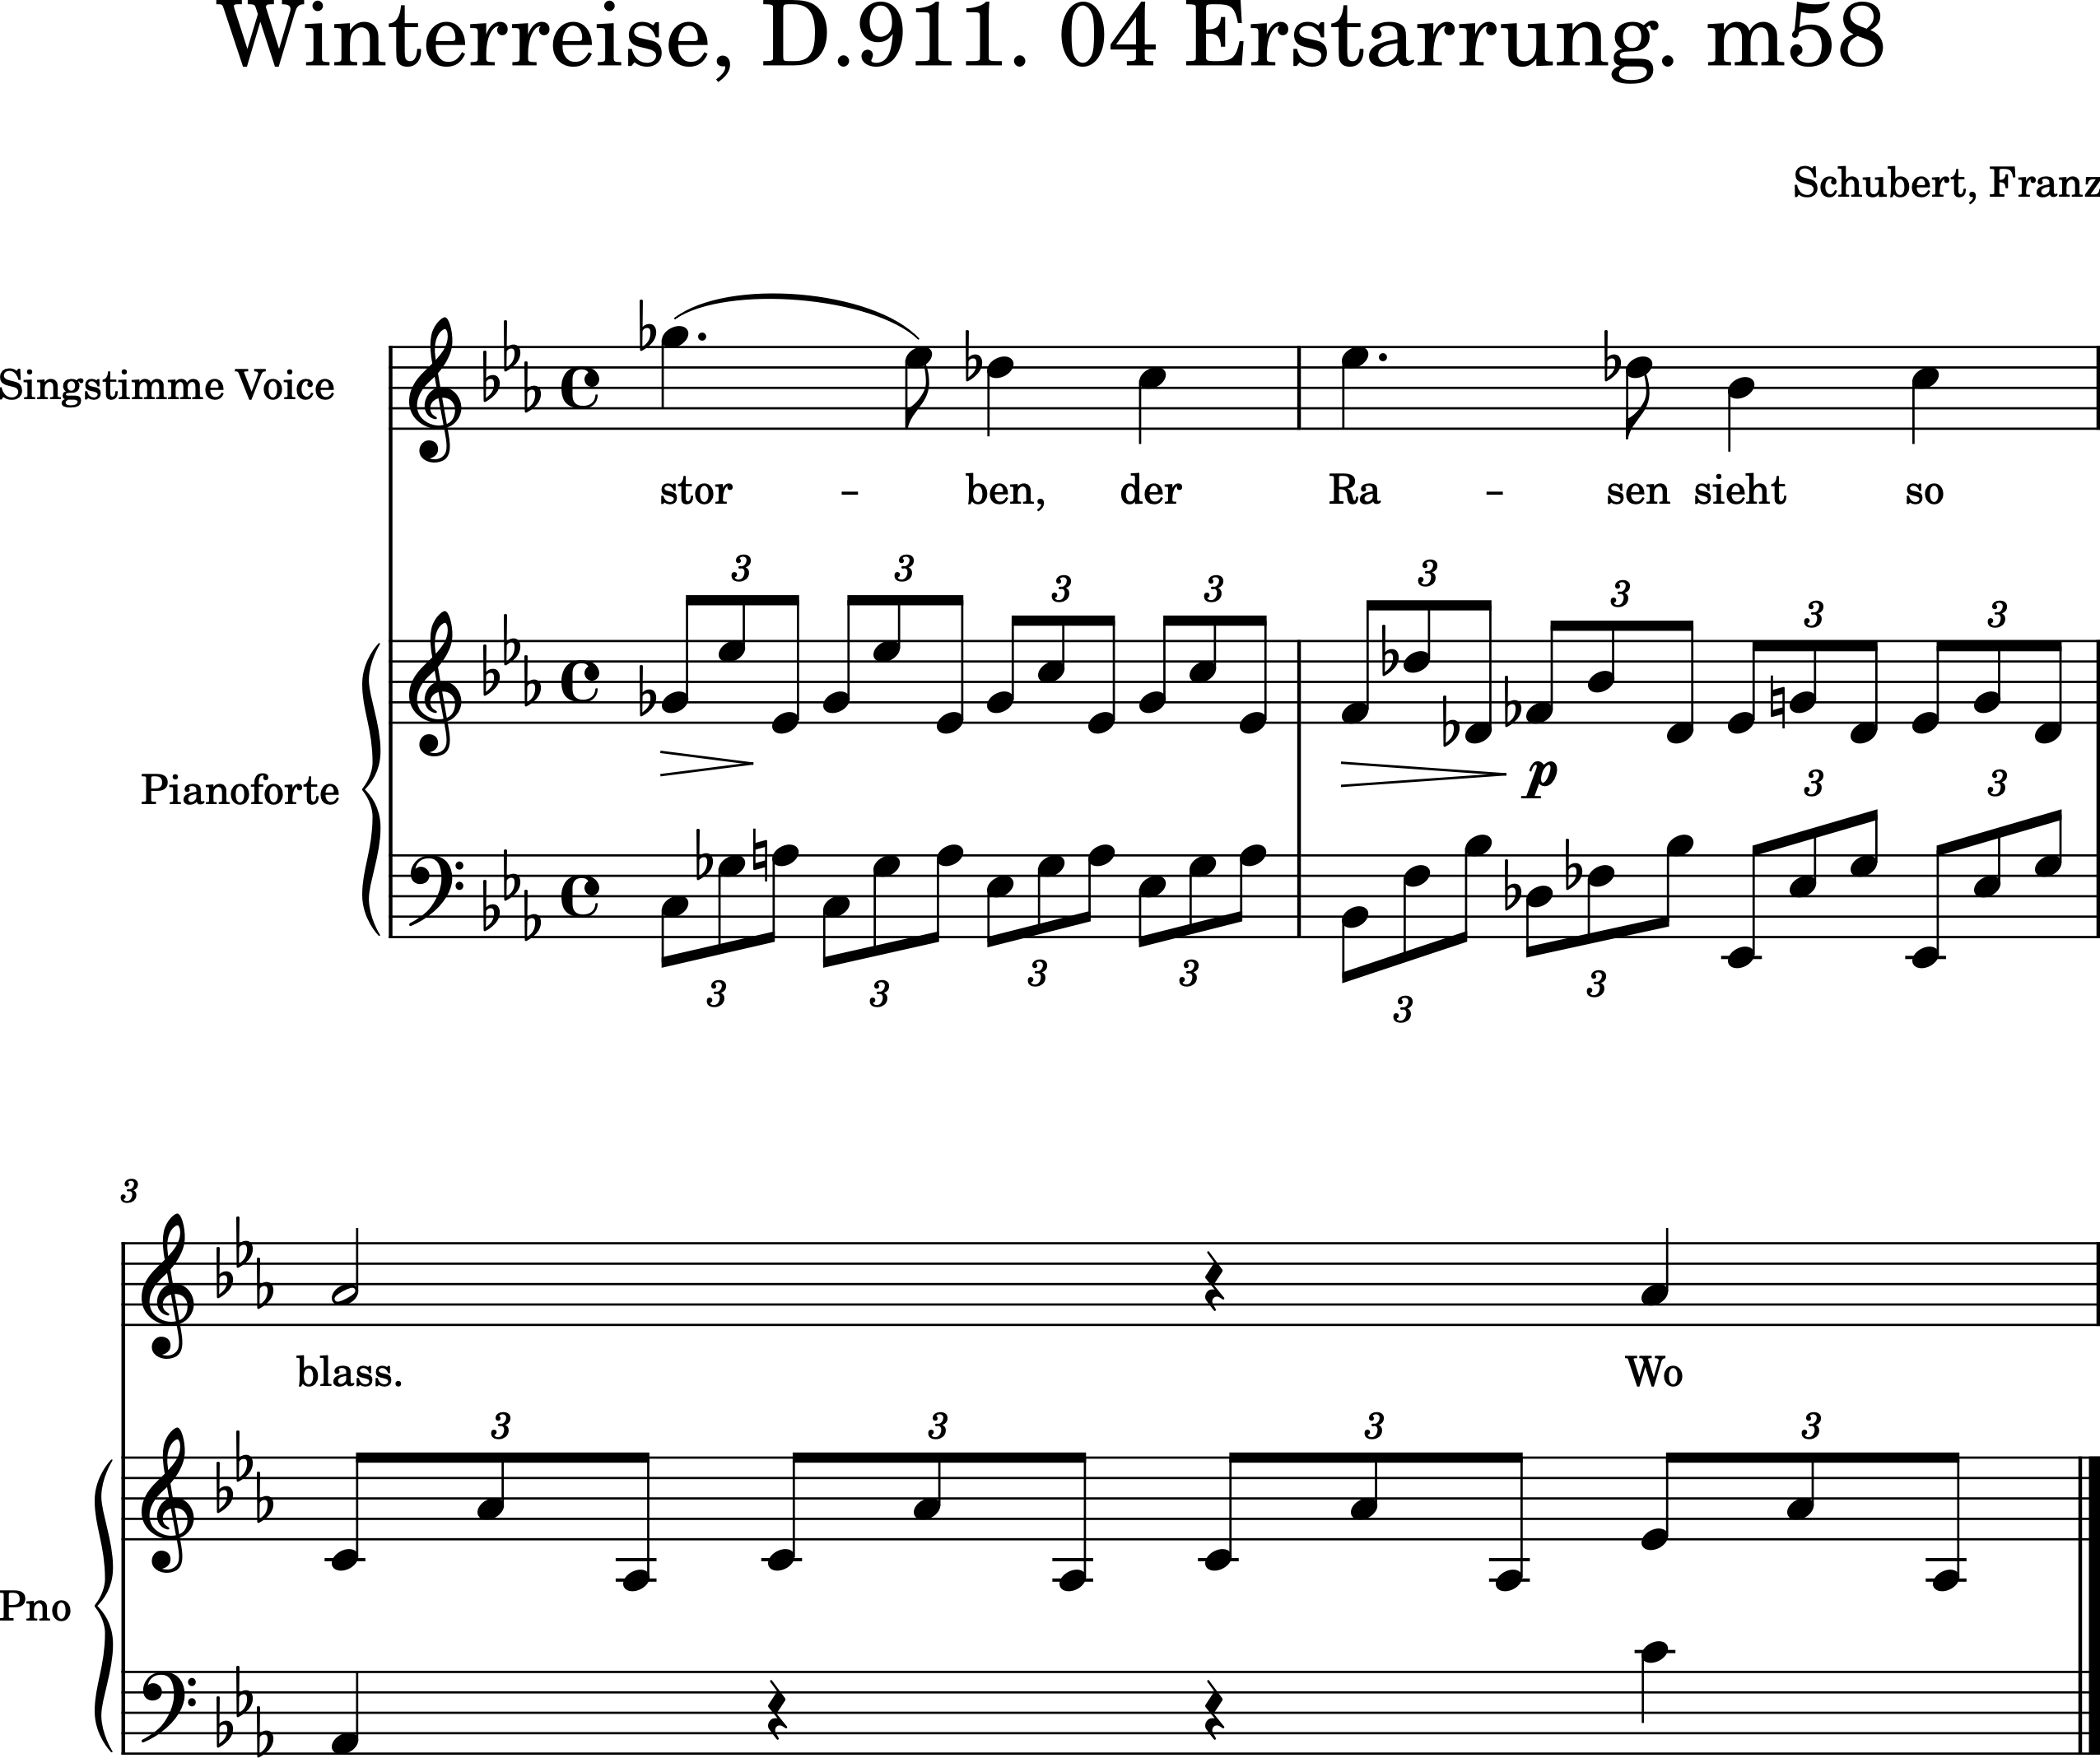 Winterreise, D.911. 04 Erstarrung. m58
Schubert, Franz
Singstimme Voice
stor - ben, der Ra - sen sieht so
3 3 3 3 3 3 3 3
Pianoforte
p
3 3
3 3 3 3 3 3
3
blass. Wo
3 3 3 3
Pno